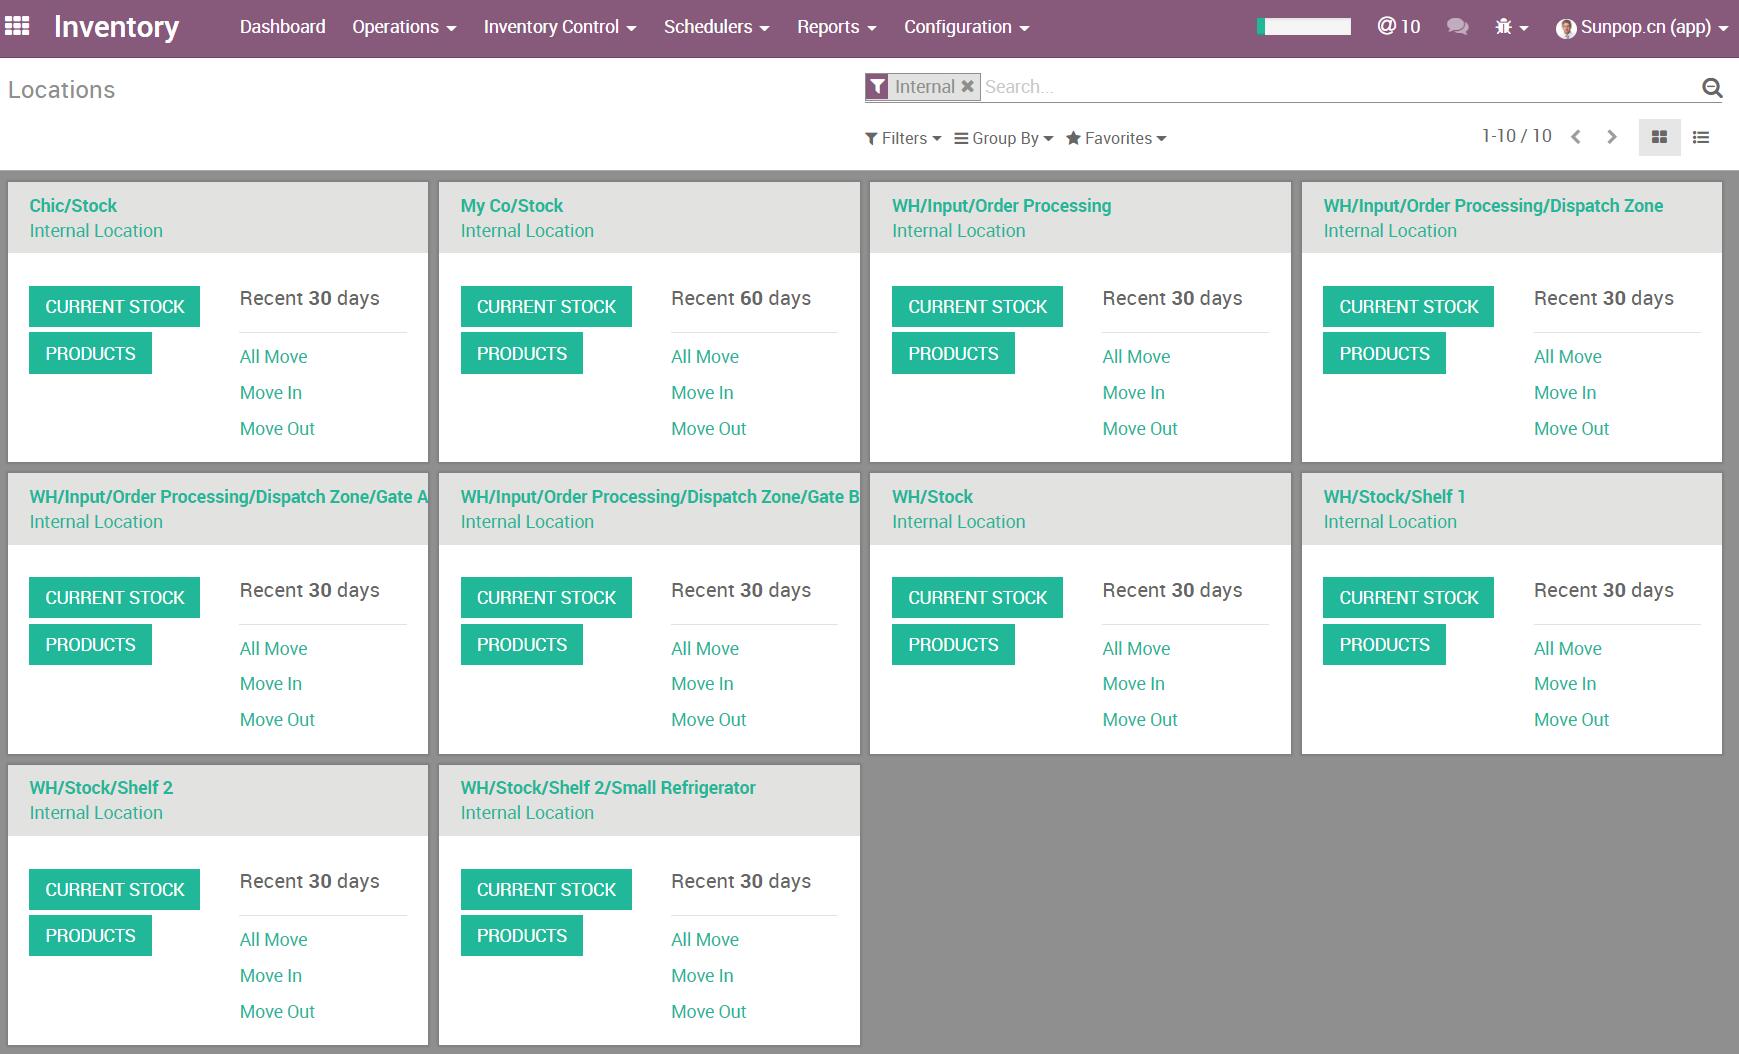 Inventory Dashboard Operations Inventory Control Schedulers Reports Configuration @ 10 Sunpop.cn (app)
Locations
Internal Search...
Filters Group By Favorites 1-10 / 10
Chic/Stock
Internal Location
CURRENT STOCK
PRODUCTS
Recent 30 days
All Move
Move In
Move Out
My Co/Stock
Internal Location
CURRENT STOCK
PRODUCTS
Recent 60 days
All Move
Move In
Move Out
WH/Input/Order Processing
Internal Location
CURRENT STOCK
PRODUCTS
Recent 30 days
All Move
Move In
Move Out
WH/Input/Order Processing/Dispatch Zone
Internal Location
CURRENT STOCK
PRODUCTS
Recent 30 days
All Move
Move In
Move Out
WH/Input/Order Processing/Dispatch Zone/Gate A
Internal Location
CURRENT STOCK
PRODUCTS
Recent 30 days
All Move
Move In
Move Out
WH/Input/Order Processing/Dispatch Zone/Gate B
Internal Location
CURRENT STOCK
PRODUCTS
Recent 30 days
All Move
Move In
Move Out
WH/Stock
Internal Location
CURRENT STOCK
PRODUCTS
Recent 30 days
All Move
Move In
Move Out
WH/Stock/Shelf 1
Internal Location
CURRENT STOCK
PRODUCTS
Recent 30 days
All Move
Move In
Move Out
WH/Stock/Shelf 2
Internal Location
CURRENT STOCK
PRODUCTS
Recent 30 days
All Move
Move In
Move Out
WH/Stock/Shelf 2/Small Refrigerator
Internal Location
CURRENT STOCK
PRODUCTS
Recent 30 days
All Move
Move In
Move Out